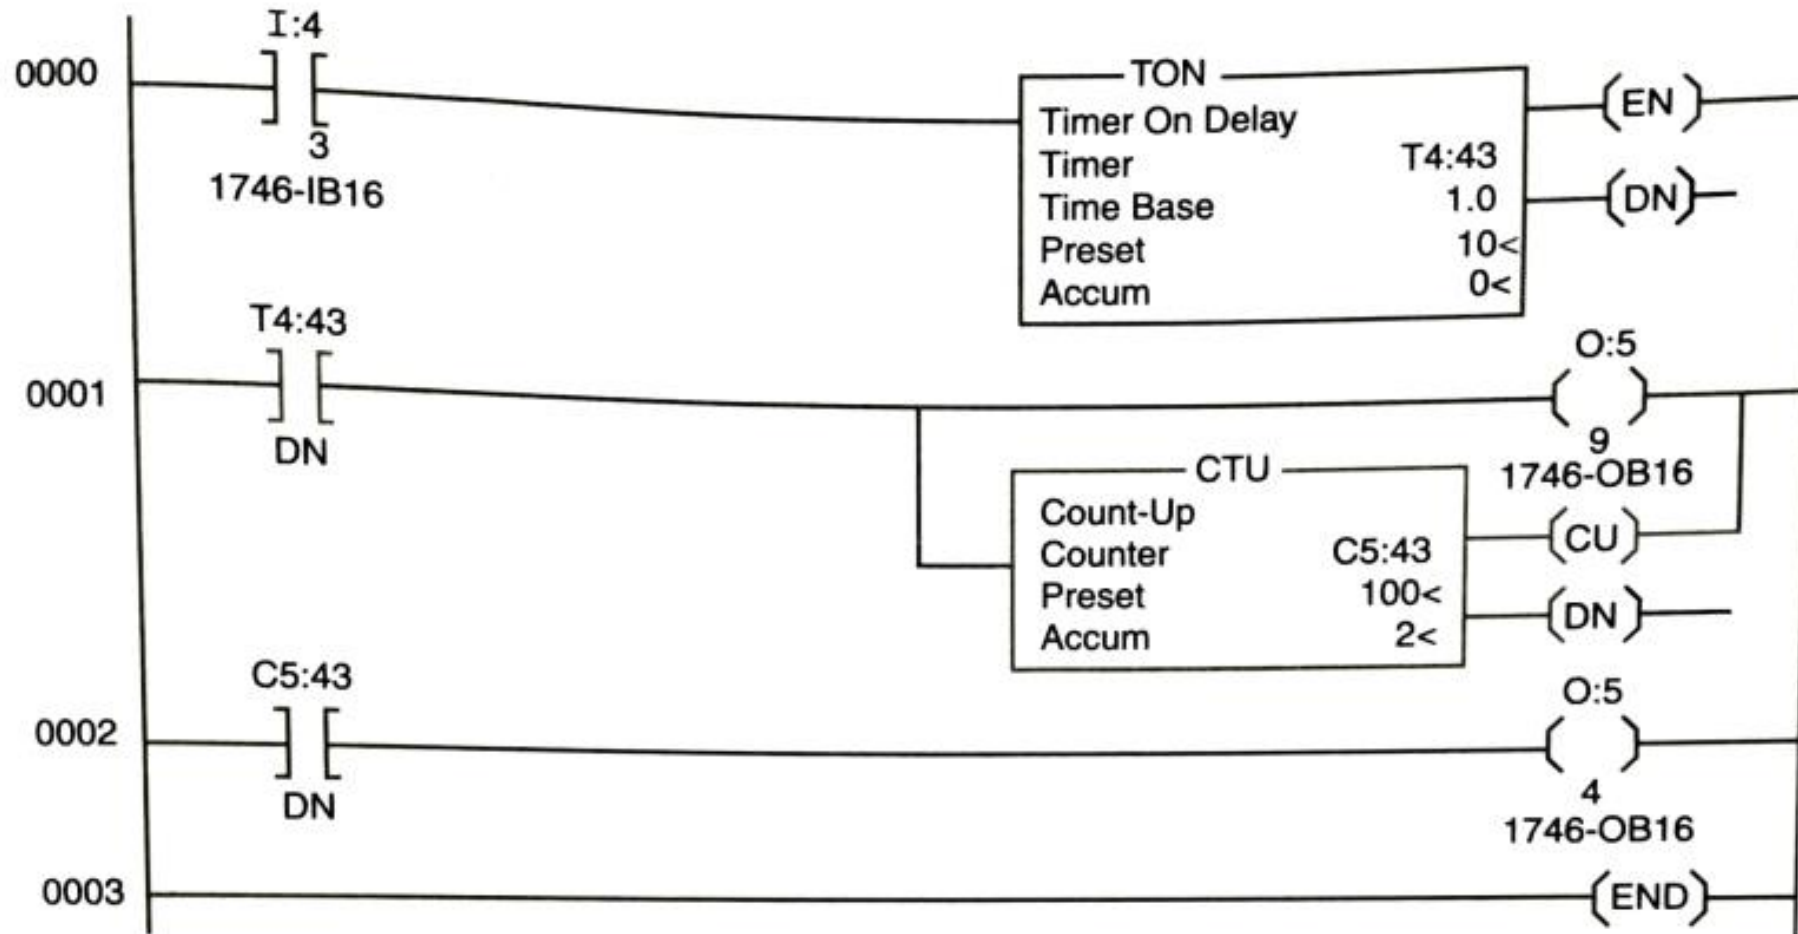 I:4
0000
3
1746-IB16
TON
Timer On Delay
Timer T4:43
Time Base 1.0
Preset 10<
Accum 0<
EN
DN
T4:43
0001
DN
O:5
9
1746-OB16
CTU
Count-Up
Counter C5:43
Preset 100<
Accum 2<
CU
DN
C5:43
0002
DN
O:5
4
1746-OB16
0003
END